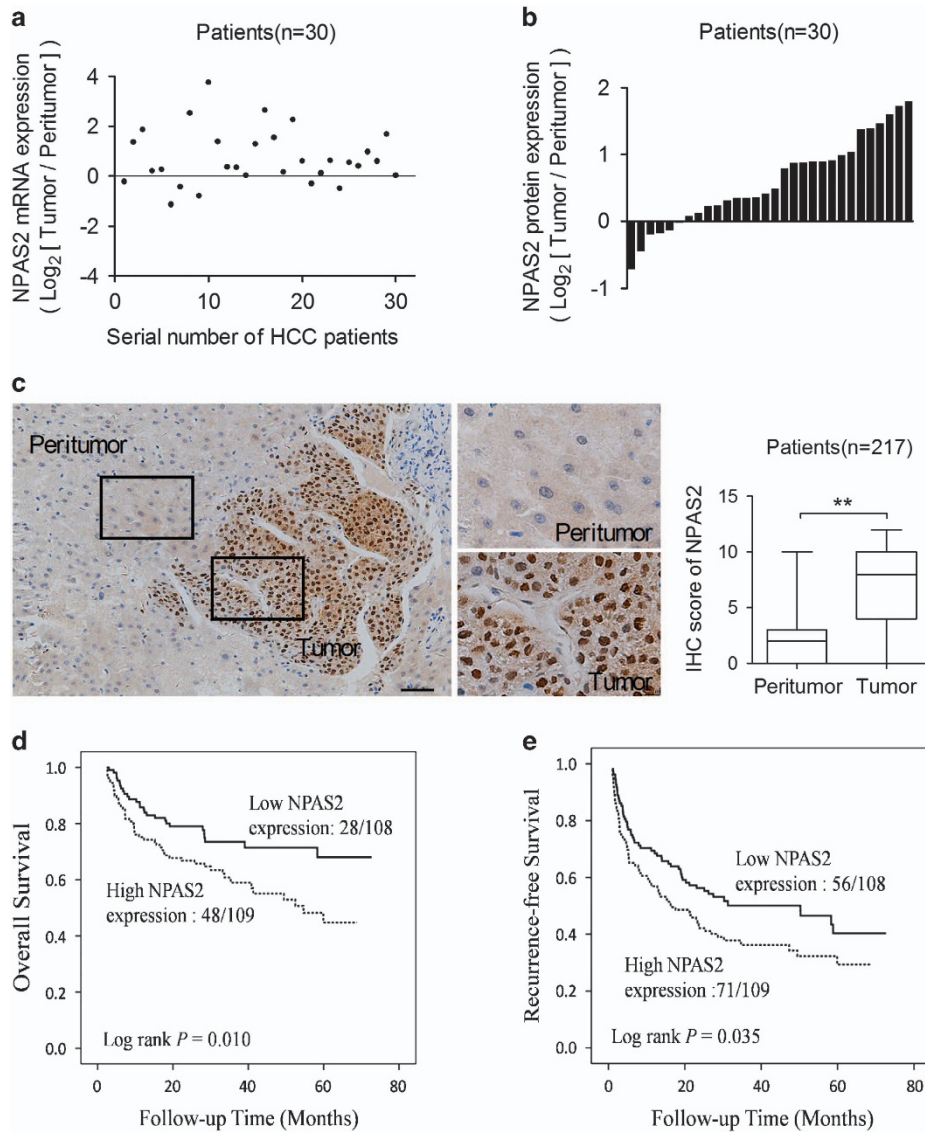 a
Patients(n=30)
NPAS2 mRNA expression
( Log2 [ Tumor / Peritumor ] )
4
2
0
-2
-4
0 10 20 30
Serial number of HCC patients
b
Patients(n=30)
NPAS2 protein expression
( Log2 [ Tumor / Peritumor ] )
2
1
0
-1
c
Peritumor
Tumor
Peritumor
Tumor
Patients(n=217)
IHC score of NPAS2
15
10
5
0
**
Peritumor Tumor
d
Overall Survival
1.0
0.8
0.6
0.4
0.2
0.0
Low NPAS2
expression: 28/108
High NPAS2
expression : 48/109
Log rank P = 0.010
0 20 40 60 80
Follow-up Time (Months)
e
Recurrence-free Survival
1.0
0.8
0.6
0.4
0.2
0.0
Low NPAS2
expression : 56/108
High NPAS2
expression :71/109
Log rank P = 0.035
0 20 40 60 80
Follow-up Time (Months)